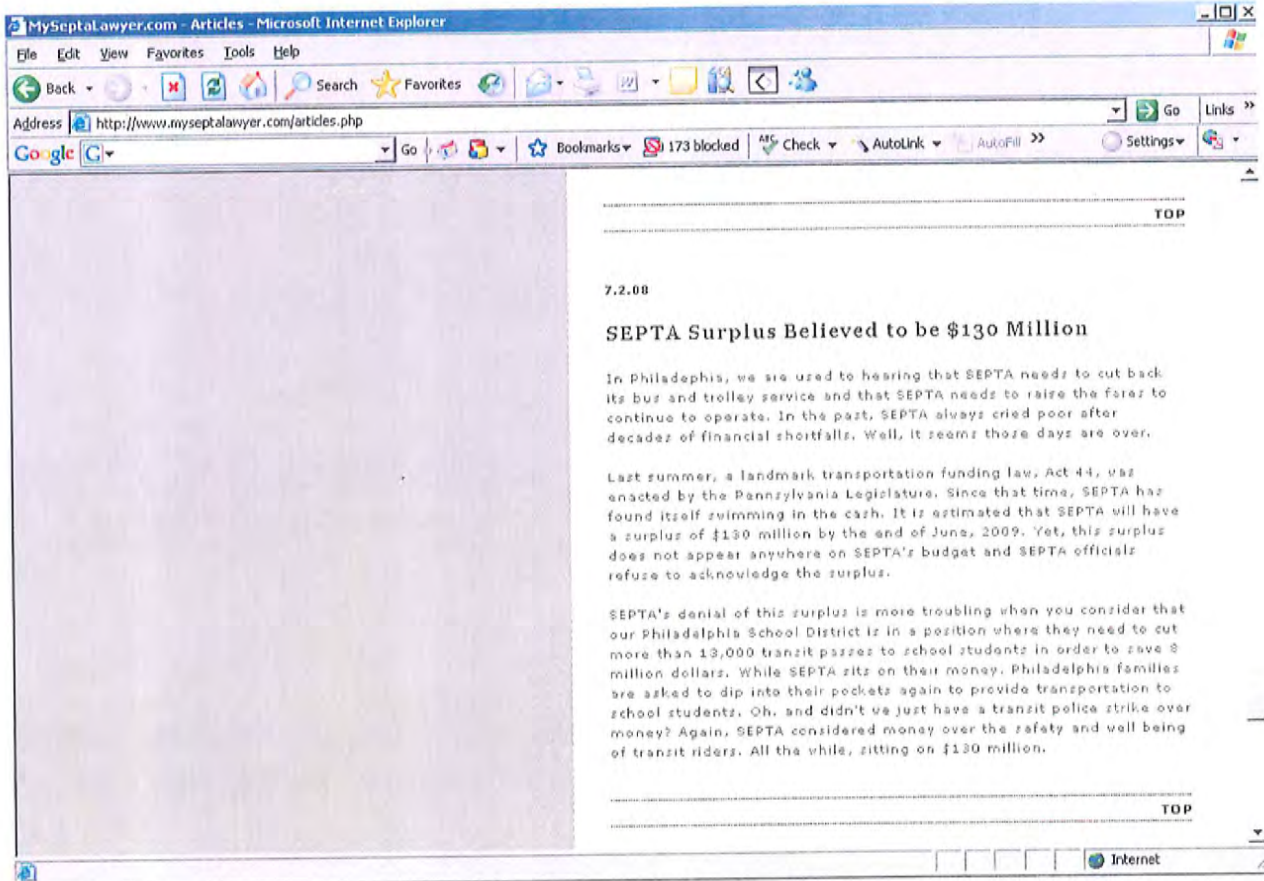 MySeptaLawyer.com - Articles - Microsoft Internet Explorer
File Edit View Favorites Tools Help
Back Search Favorites
Address http://www.myseptalawyer.com/articles.php Go Links »
Google G Go Bookmarks 173 blocked ABC Check AutoLink AutoFill » Settings
TOP
7.2.08
SEPTA Surplus Believed to be $130 Million
In Philadephia, we are used to hearing that SEPTA needs to cut back
its bus and trolley service and that SEPTA needs to raise the fares to
continue to operate. In the past, SEPTA always cried poor after
decades of financial shortfalls. Well, it seems those days are over.
Last summer, a landmark transportation funding law, Act 44, was
enacted by the Pennsylvania Legislature. Since that time, SEPTA has
found itself swimming in the cash. It is estimated that SEPTA will have
a surplus of $130 million by the end of June, 2009. Yet, this surplus
does not appear anywhere on SEPTA's budget and SEPTA officials
refuse to acknowledge the surplus.
SEPTA's denial of this surplus is more troubling when you consider that
our Philadelphia School District is in a position where they need to cut
more than 13,000 transit passes to school students in order to save 8
million dollars. While SEPTA sits on their money, Philadelphia families
are asked to dip into their pockets again to provide transportation to
school students. Oh, and didn't we just have a transit police strike over
money? Again, SEPTA considered money over the safety and well being
of transit riders. All the while, sitting on $130 million.
TOP
Internet